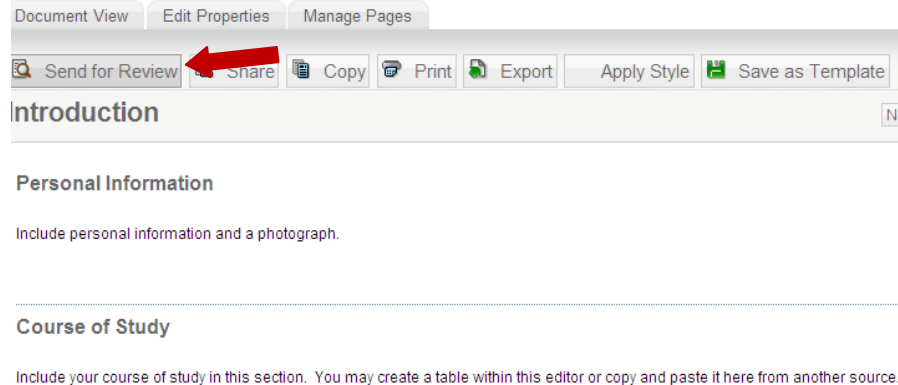 Document View Edit Properties Manage Pages
Send for Review Share Copy Print Export Apply Style Save as Template
Introduction
Personal Information
Include personal information and a photograph.
Course of Study
Include your course of study in this section. You may create a table within this editor or copy and paste it here from another source.